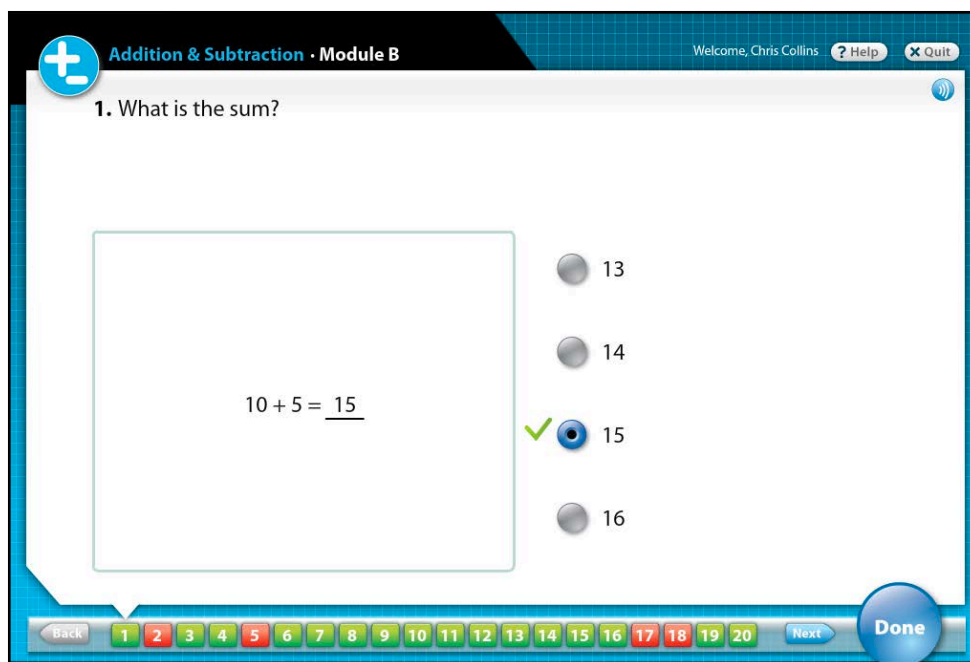 Addition & Subtraction · Module B
Welcome, Chris Collins
? Help
X Quit
1. What is the sum?
10 + 5 = 15
13
14
15
16
Back
1 2 3 4 5 6 7 8 9 10 11 12 13 14 15 16 17 18 19 20
Next
Done